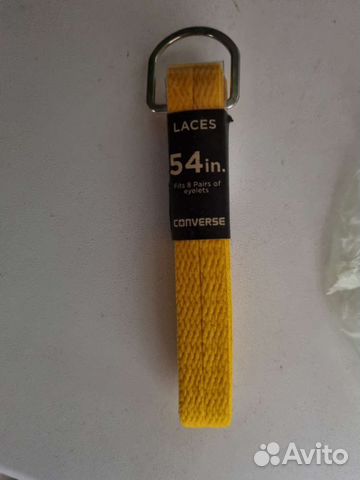 LACES
54in.
Fits 8 Pairs of
eyelets
CONVERSE
Avito